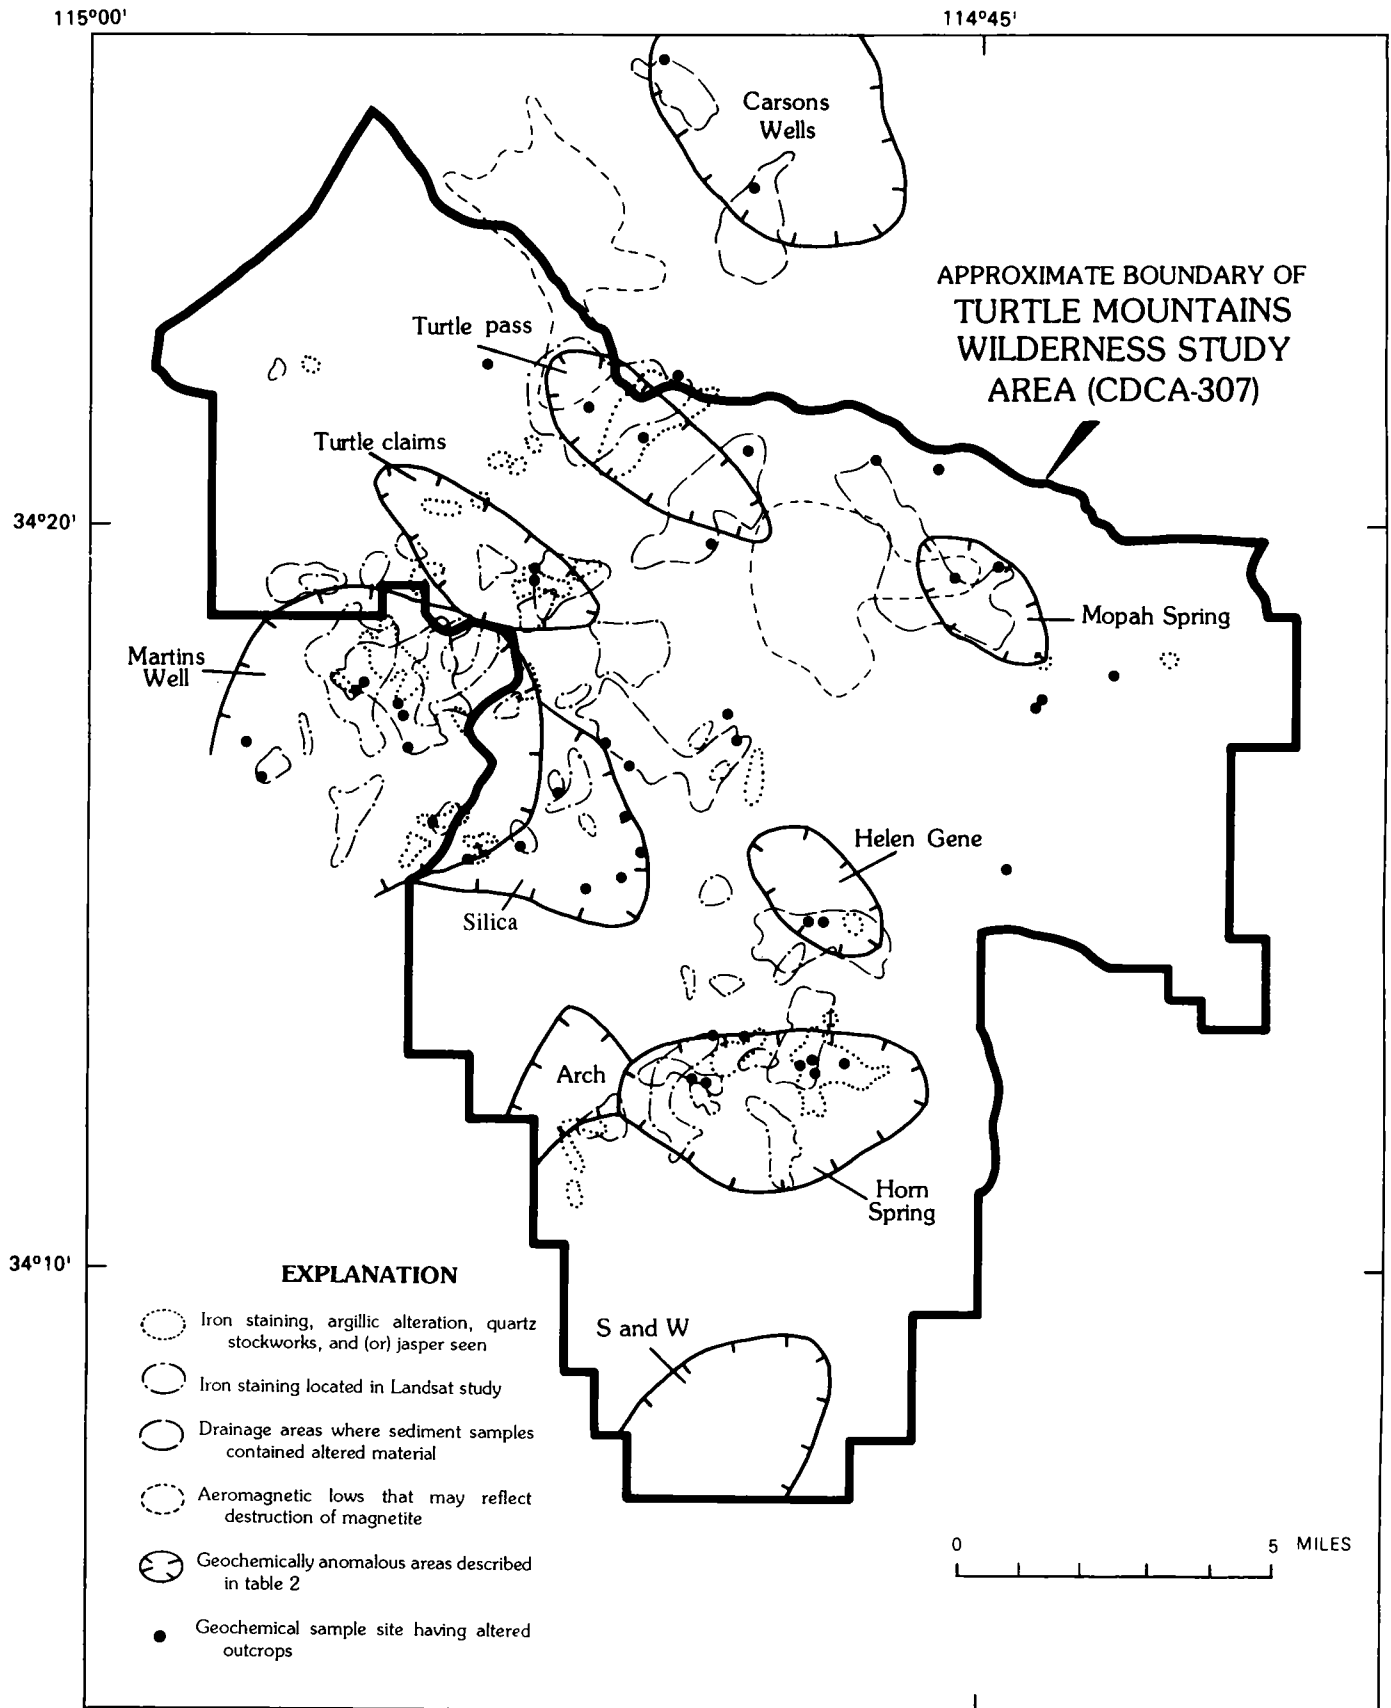 115°00'
114°45'
Carsons
Wells
APPROXIMATE BOUNDARY OF
TURTLE MOUNTAINS
WILDERNESS STUDY
AREA (CDCA-307)
Turtle pass
Turtle claims
34°20'
Mopah Spring
Martins
Well
Helen Gene
Silica
Arch
Horn
Spring
34°10'
EXPLANATION
Iron staining, argillic alteration, quartz
stockworks, and (or) jasper seen
Iron staining located in Landsat study
Drainage areas where sediment samples
contained altered material
Aeromagnetic lows that may reflect
destruction of magnetite
Geochemically anomalous areas described
in table 2
Geochemical sample site having altered
outcrops
S and W
0 5 MILES